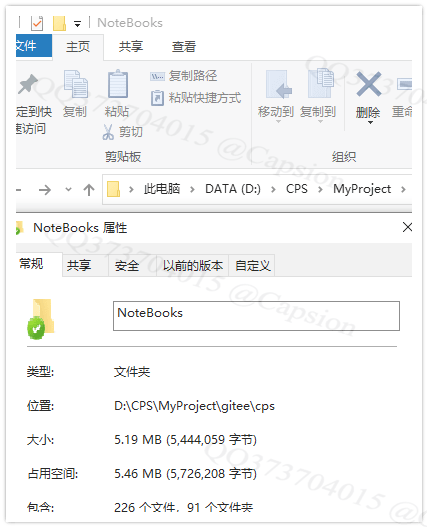 NoteBooks
文件 主页 共享 查看
定到快速访问 复制 粘贴 复制路径 粘贴快捷方式 剪切 移动到 复制到 删除 重命
剪贴板 组织
此电脑 DATA (D:) CPS MyProject
NoteBooks 属性
常规 共享 安全 以前的版本 自定义
NoteBooks
类型: 文件夹
位置: D:\CPS\MyProject\gitee\cps
大小: 5.19 MB (5,444,059 字节)
占用空间: 5.46 MB (5,726,208 字节)
包含: 226 个文件，91 个文件夹
QQ373704015 @Capsion
QQ373704015 @Capsion
QQ373704015 @Capsion